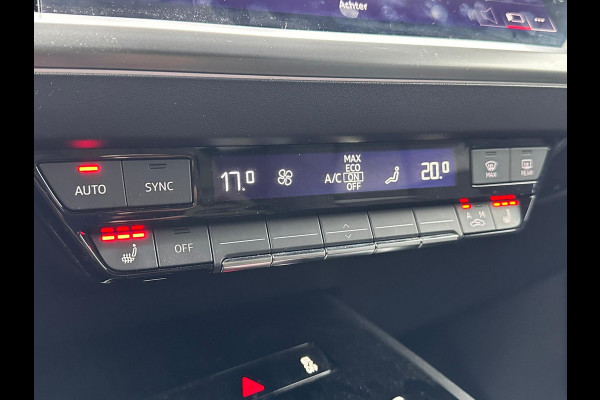 Achter
AUTO
SYNC
17.0
A/C
MAX
ECO
ON
OFF
20.0
MAX
REAR
OFF
A
M